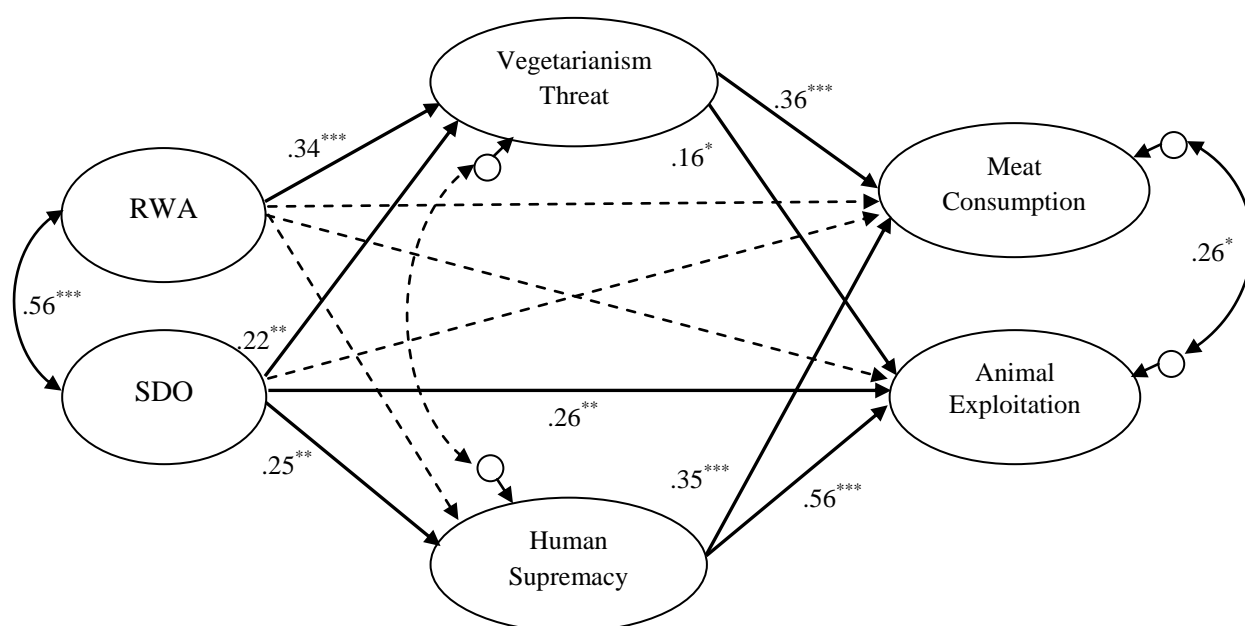 Vegetarianism
Threat
.36***
.34***
.16*
Meat
Consumption
RWA
.26*
.56***
.22**
SDO
Animal
Exploitation
.26**
.25**
.35***
.56***
Human
Supremacy